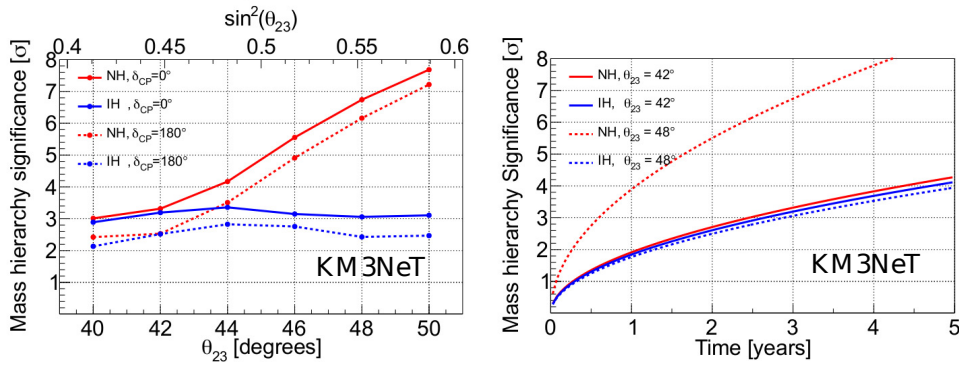 sin²(θ₂₃)
0.4 0.45 0.5 0.55 0.6
Mass hierarchy significance [σ]
8
7
6
5
4
3
2
1
NH, δCP=0°
IH , δCP=0°
NH, δCP=180°
IH , δCP=180°
KM3NeT
40 42 44 46 48 50
θ₂₃ [degrees]
Mass hierarchy Significance [σ]
8
7
6
5
4
3
2
1
NH, θ₂₃ = 42°
IH, θ₂₃ = 42°
NH, θ₂₃ = 48°
IH, θ₂₃ = 48°
KM3NeT
0 1 2 3 4 5
Time [years]